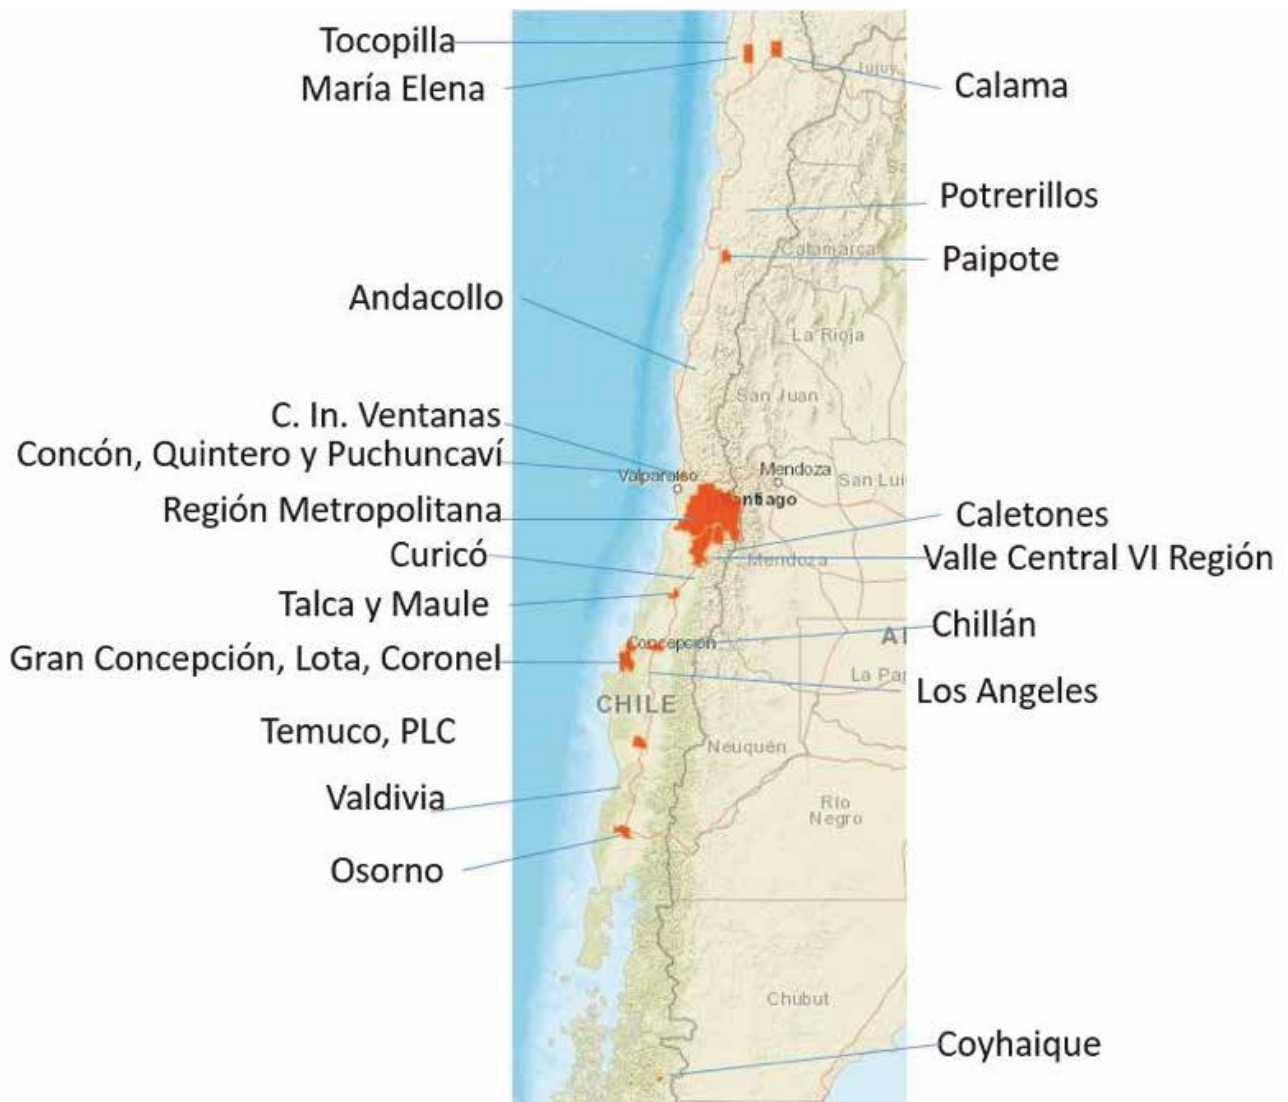 Tocopilla
María Elena
Calama
Jujuy
Potrerillos
Catamarca
Paipote
Andacollo
La Rioja
San Juan
C. In. Ventanas
Concón, Quintero y Puchuncaví
Valparaíso
Mendoza
San Lui
Región Metropolitana
Santiago
Caletones
Curicó
Mendoza
Valle Central VI Región
Talca y Maule
Chillán
Concepción
Gran Concepción, Lota, Coronel
La Pa
Los Angeles
CHILE
Temuco, PLC
Neuquén
Valdivia
Río
Negro
Osorno
Chubut
Coyhaique